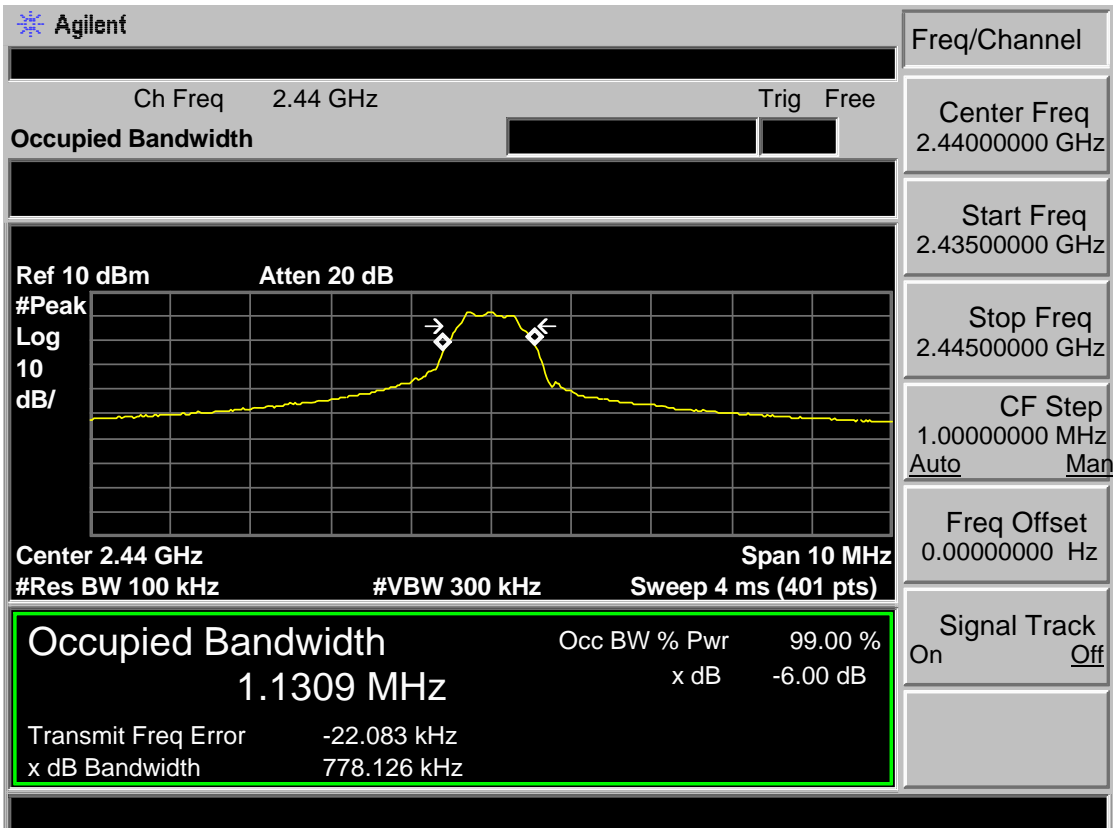 Agilent
Freq/Channel
Ch Freq 2.44 GHz Trig Free
Occupied Bandwidth
Center Freq
2.44000000 GHz
Start Freq
2.43500000 GHz
Stop Freq
2.44500000 GHz
CF Step
1.00000000 MHz
Auto Man
Freq Offset
0.00000000 Hz
Signal Track
On Off
Ref 10 dBm Atten 20 dB
#Peak
Log
10
dB/
Center 2.44 GHz Span 10 MHz
#Res BW 100 kHz #VBW 300 kHz Sweep 4 ms (401 pts)
Occupied Bandwidth
1.1309 MHz
Occ BW % Pwr 99.00 %
x dB -6.00 dB
Transmit Freq Error -22.083 kHz
x dB Bandwidth 778.126 kHz